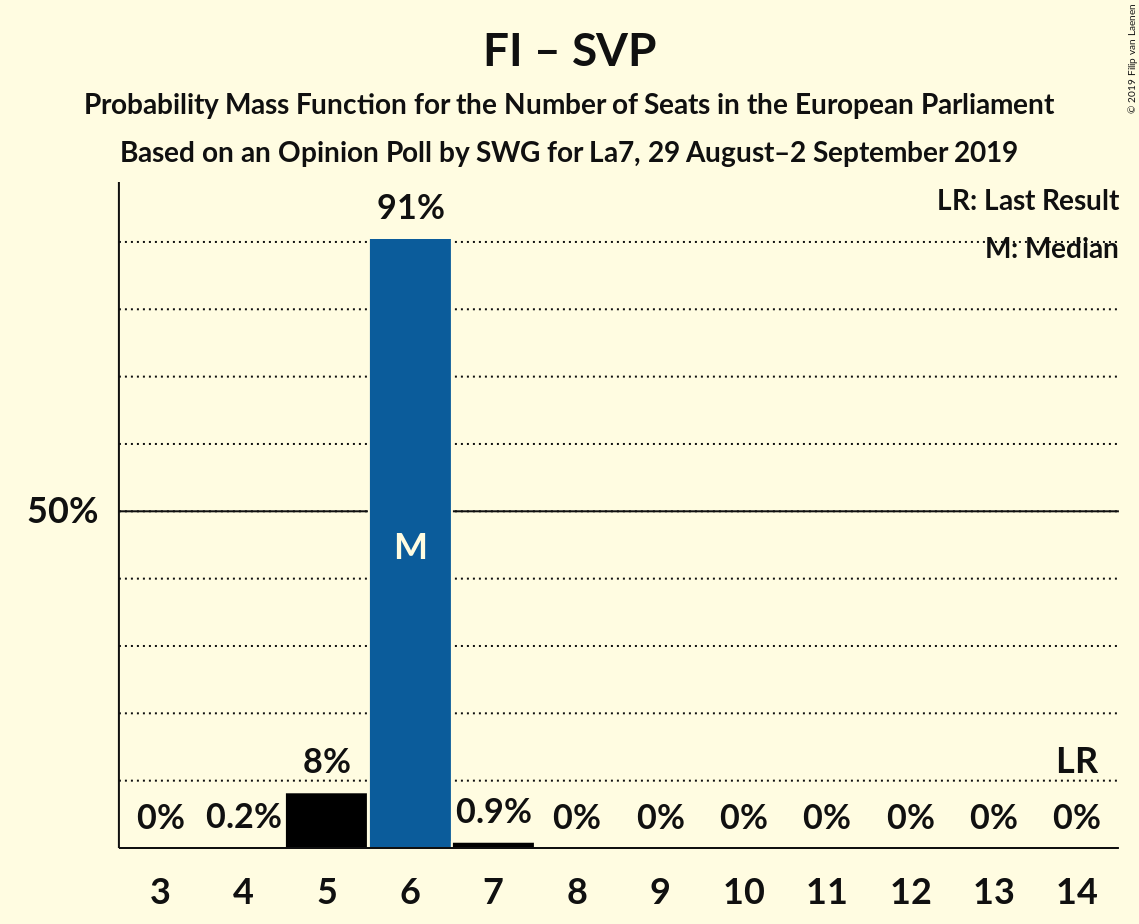 FI – SVP
Probability Mass Function for the Number of Seats in the European Parliament
Based on an Opinion Poll by SWG for La7, 29 August–2 September 2019
© 2019 Filip van Laenen
LR: Last Result
M: Median
91%
50%
M
8%
LR
0% 0.2% 0.9% 0% 0% 0% 0% 0% 0% 0%
3 4 5 6 7 8 9 10 11 12 13 14